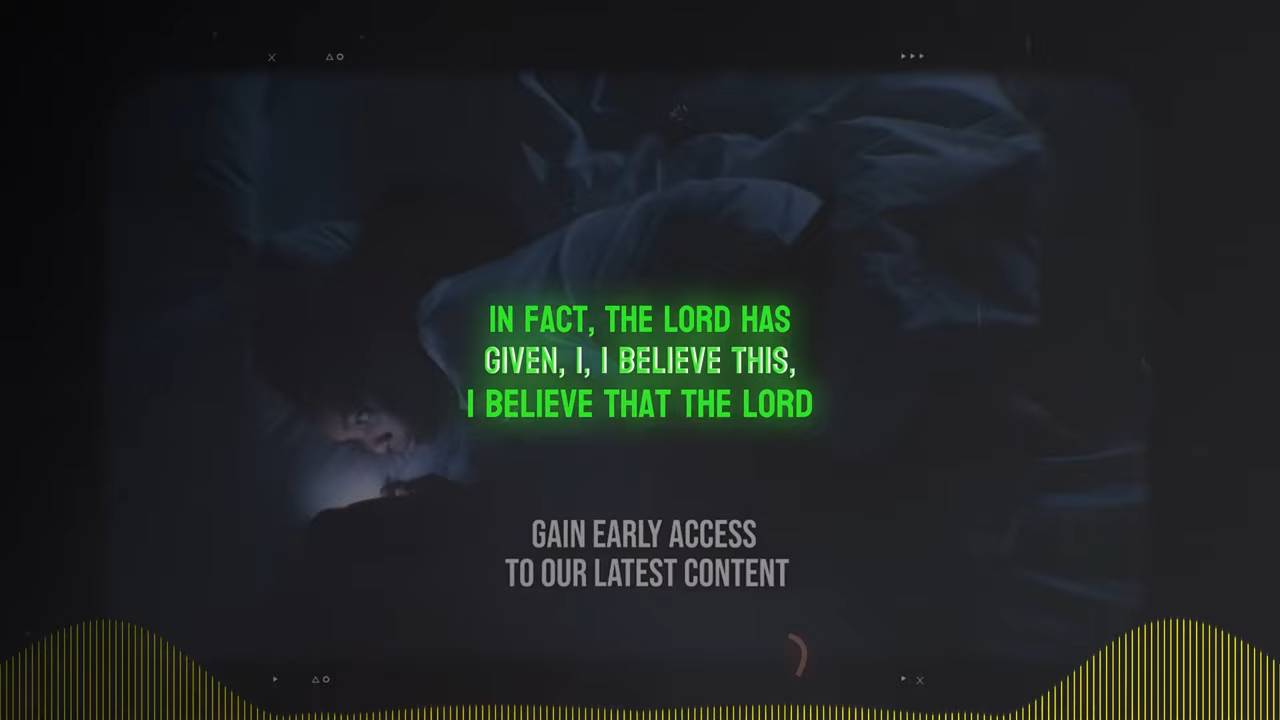 IN FACT, THE LORD HAS
GIVEN, I, I BELIEVE THIS,
I BELIEVE THAT THE LORD
GAIN EARLY ACCESS
TO OUR LATEST CONTENT